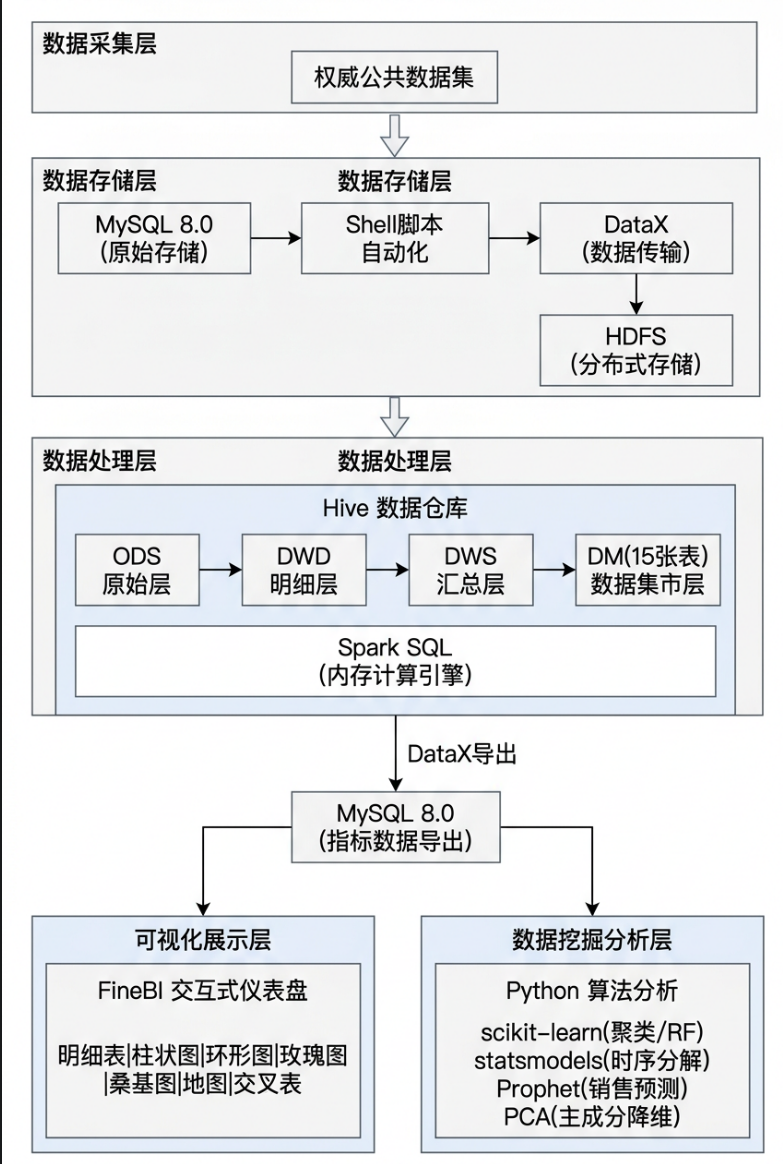 数据采集层
权威公共数据集
数据存储层
数据存储层
MySQL 8.0
(原始存储)
Shell脚本
自动化
DataX
(数据传输)
HDFS
(分布式存储)
数据处理层
数据处理层
Hive 数据仓库
ODS
原始层
DWD
明细层
DWS
汇总层
DM(15张表)
数据集市层
Spark SQL
(内存计算引擎)
DataX导出
MySQL 8.0
(指标数据导出)
可视化展示层
FineBI 交互式仪表盘
明细表|柱状图|环形图|玫瑰图
|桑基图|地图|交叉表
数据挖掘分析层
Python 算法分析
scikit-learn(聚类/RF)
statsmodels(时序分解)
Prophet(销售预测)
PCA(主成分降维)